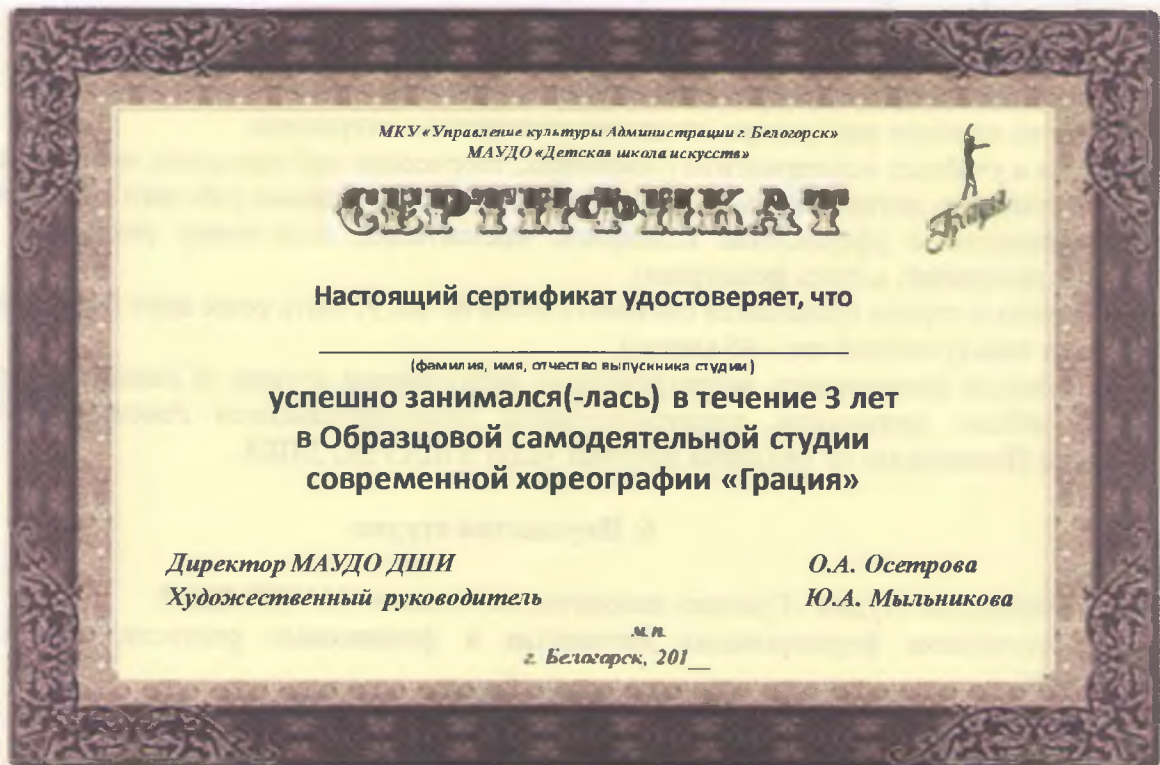 МКУ «Управление культуры Администрации г. Белогорск»
МАУДО «Детская школа искусств»
СЕРТИФИКАТ
Грация
Настоящий сертификат удостоверяет, что
(фамилия, имя, отчество выпускника студии)
успешно занимался(-лась) в течение 3 лет
в Образцовой самодеятельной студии
современной хореографии «Грация»
Директор МАУДО ДШИ О.А. Осетрова
Художественный руководитель Ю.А. Мыльникова
м.п.
г. Белогорск, 201__